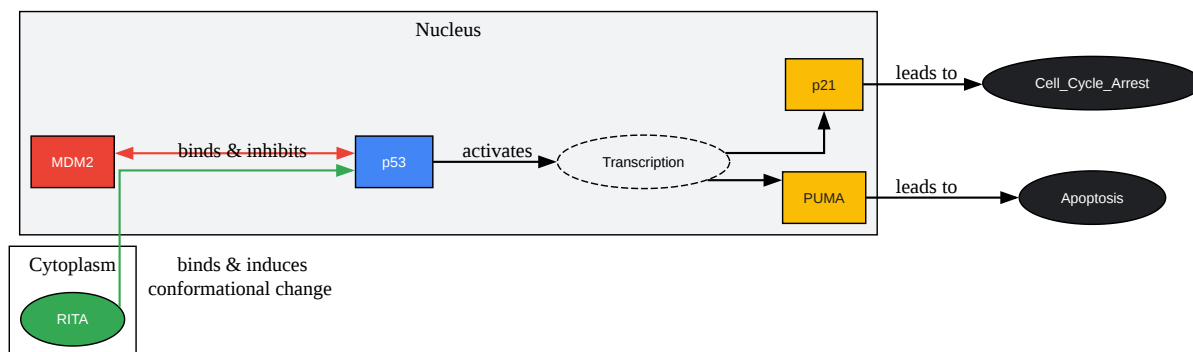 Nucleus
p21
leads to
Cell_Cycle_Arrest
MDM2
binds & inhibits
p53
activates
Transcription
PUMA
leads to
Apoptosis
Cytoplasm
RITA
binds & induces
conformational change